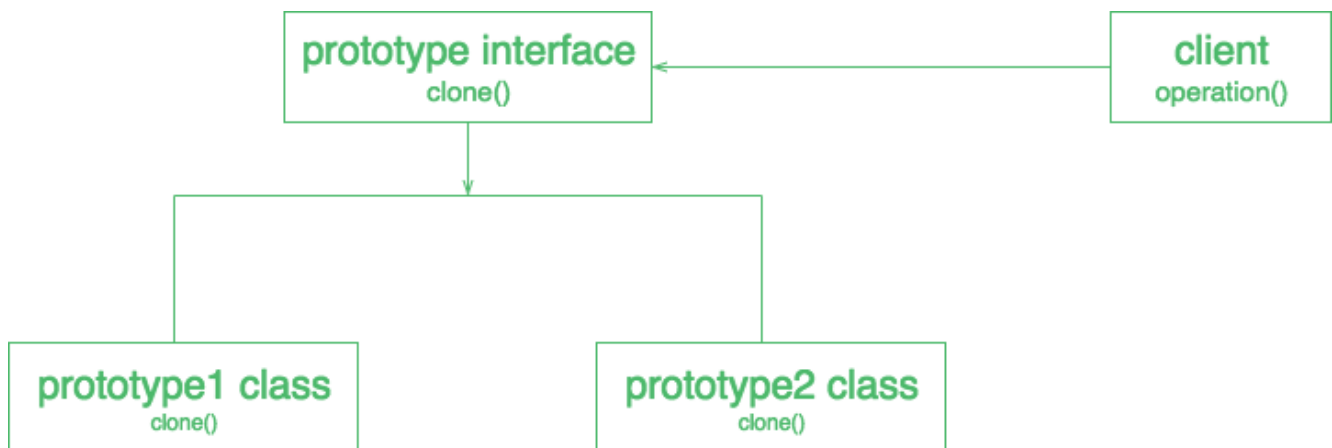 prototype interface
clone()
client
operation()
prototype1 class
clone()
prototype2 class
clone()